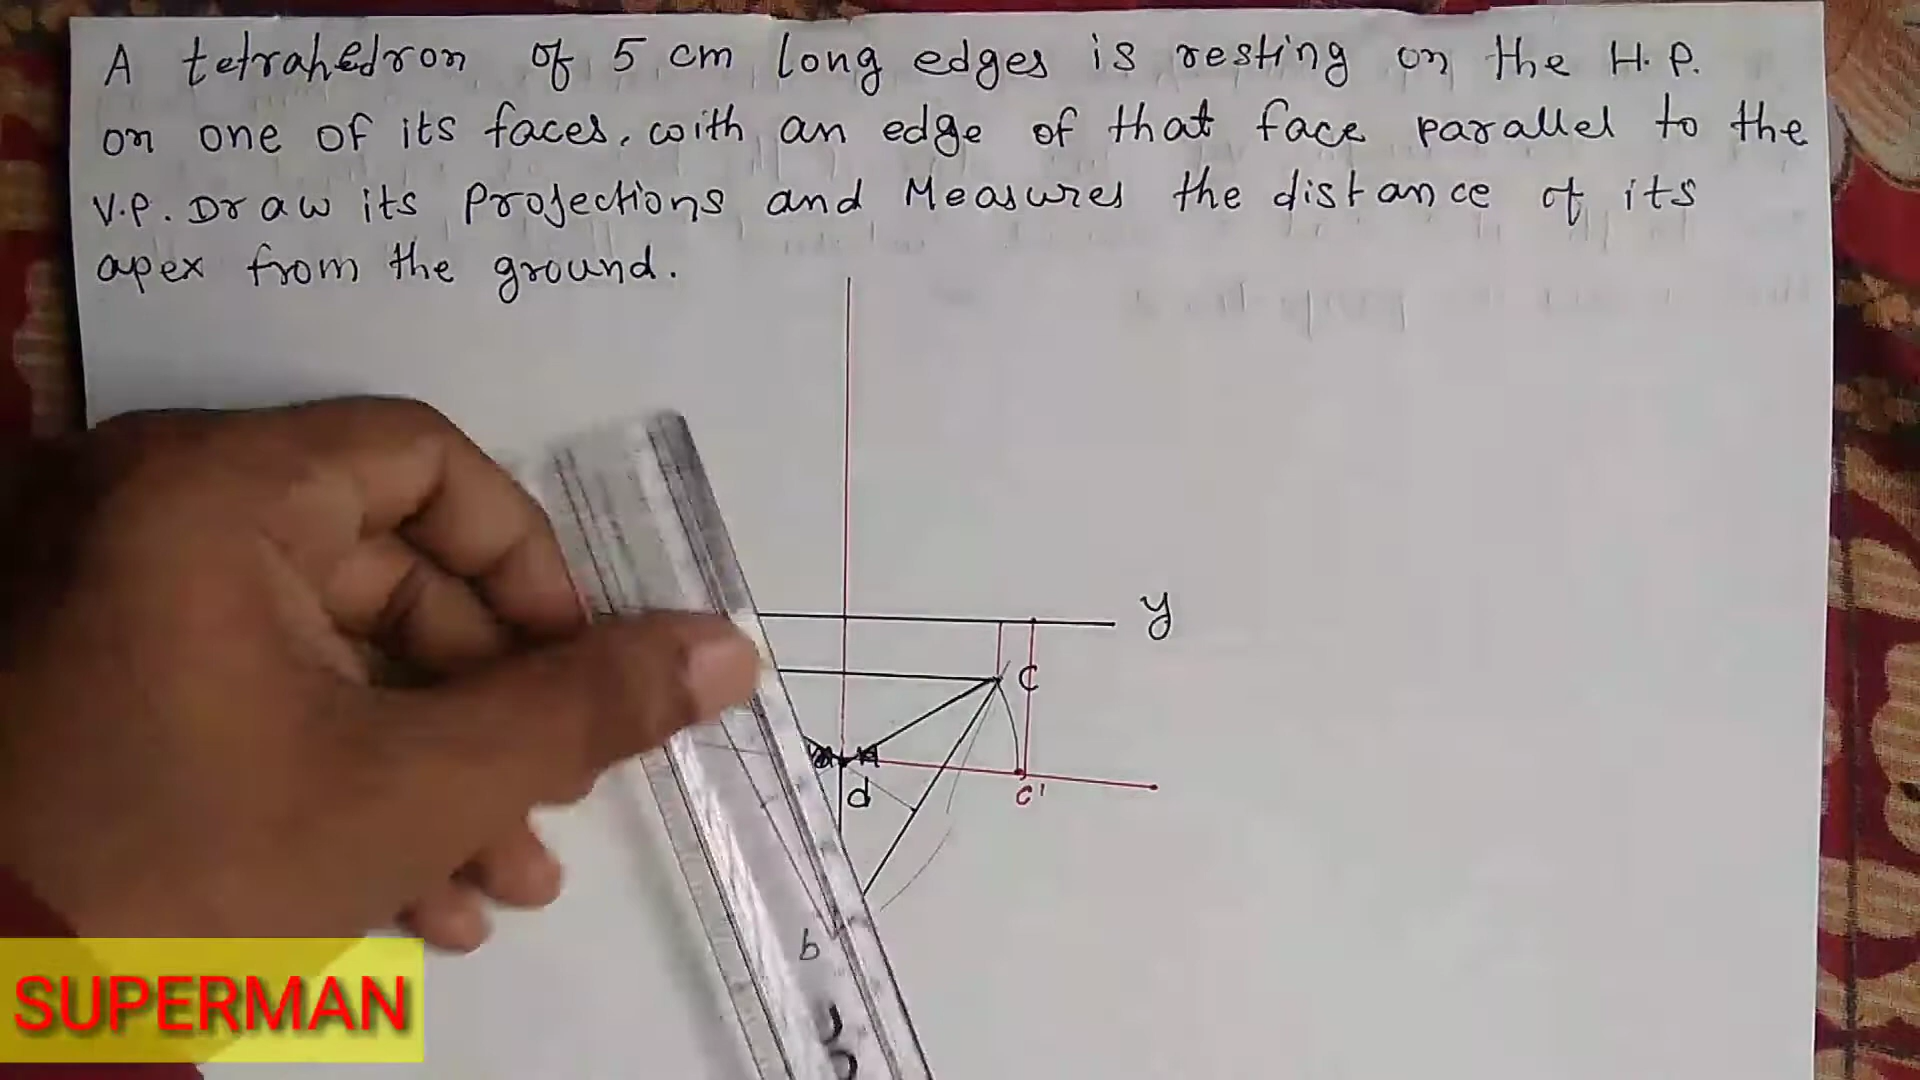 A tetrahedron of 5 cm long edges is resting on the H.P.
on one of its faces, with an edge of that face parallel to the
V.P. Draw its projections and Measures the distance of its
apex from the ground.
y
c
d
c'
b
SUPERMAN